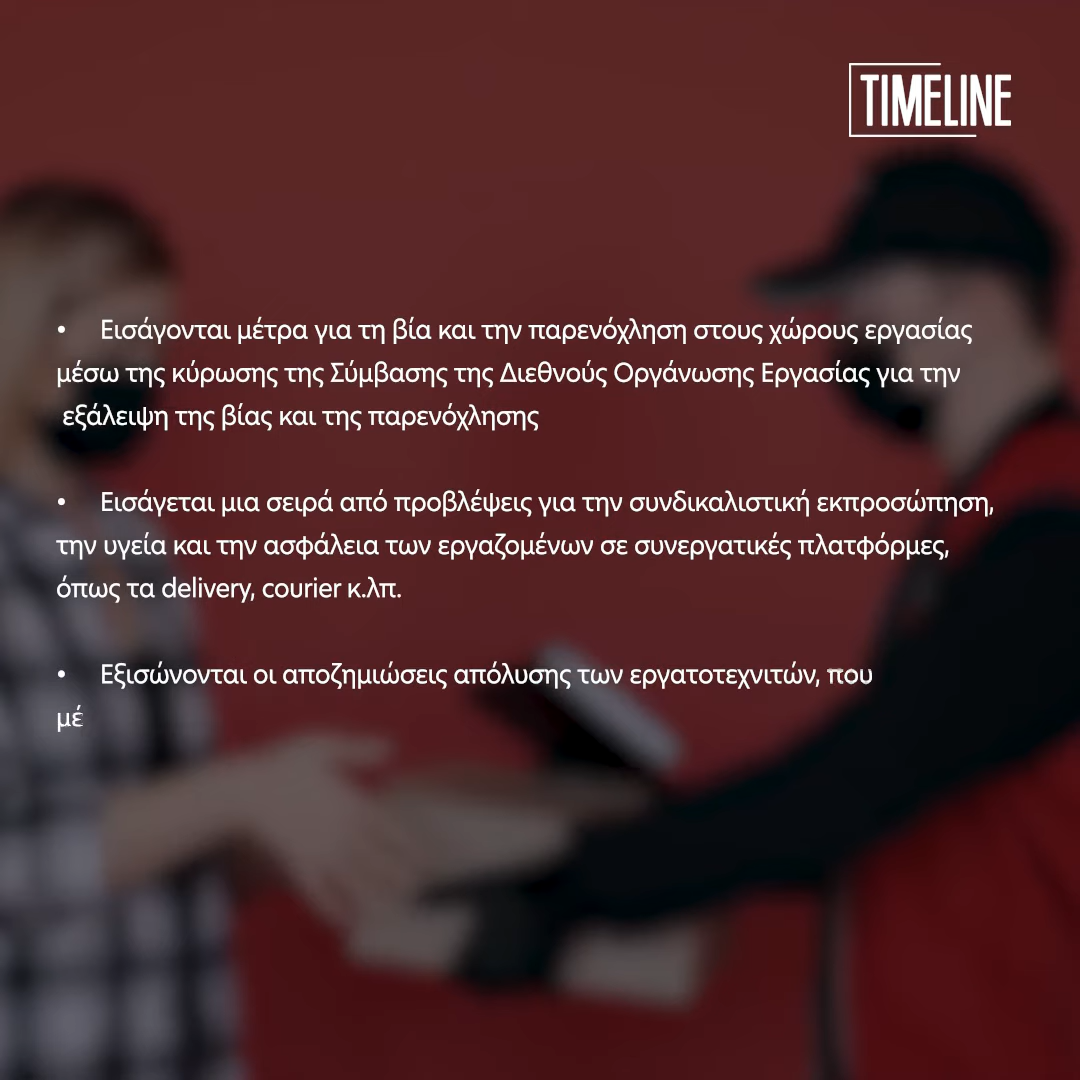 TIMELINE
• Εισάγονται μέτρα για τη βία και την παρενόχληση στους χώρους εργασίας
μέσω της κύρωσης της Σύμβασης της Διεθνούς Οργάνωσης Εργασίας για την
εξάλειψη της βίας και της παρενόχλησης
• Εισάγεται μια σειρά από προβλέψεις για την συνδικαλιστική εκπροσώπηση,
την υγεία και την ασφάλεια των εργαζομένων σε συνεργατικές πλατφόρμες,
όπως τα delivery, courier κ.λπ.
• Εξισώνονται οι αποζημιώσεις απόλυσης των εργατοτεχνιτών, που
μέ